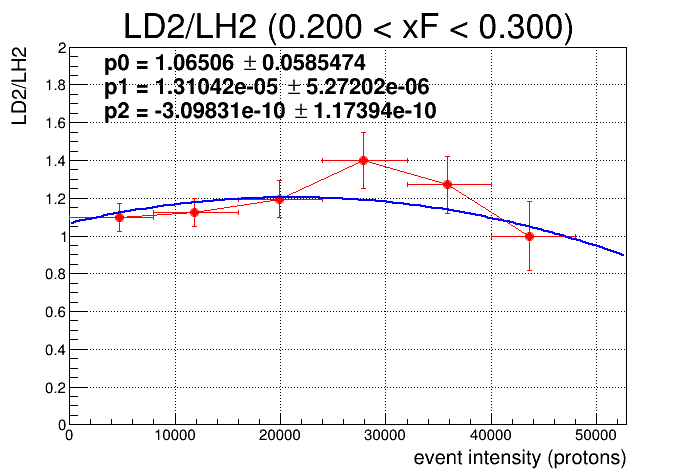 LD2/LH2 (0.200 < xF < 0.300)
LD2/LH2
p0 = 1.06506 ± 0.0585474
p1 = 1.31042e-05 ± 5.27202e-06
p2 = -3.09831e-10 ± 1.17394e-10
2
1.8
1.6
1.4
1.2
1
0.8
0.6
0.4
0.2
0
0 10000 20000 30000 40000 50000
event intensity (protons)